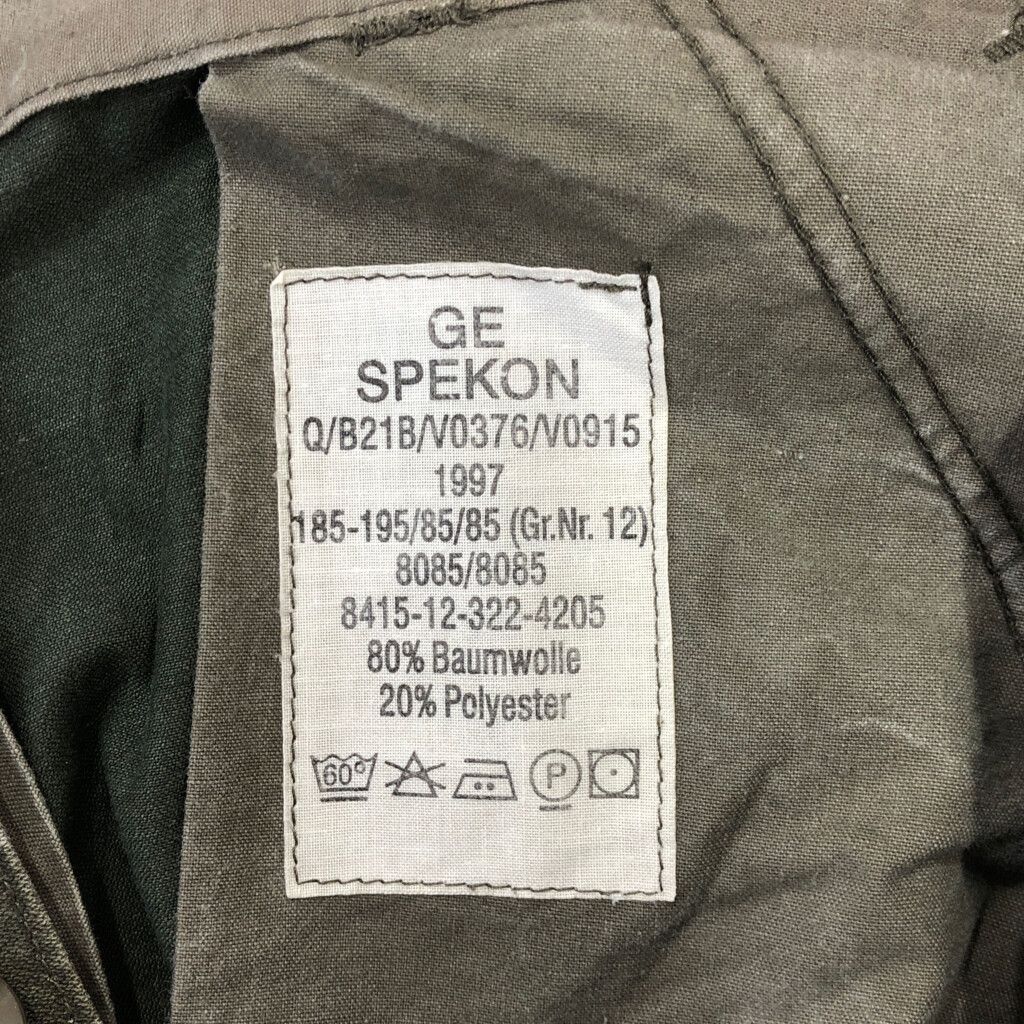 GE
SPEKON
Q/B21B/V0376/V0915
1997
185-195/85/85 (Gr.Nr. 12)
8085/8085
8415-12-322-4205
80% Baumwolle
20% Polyester
60° P